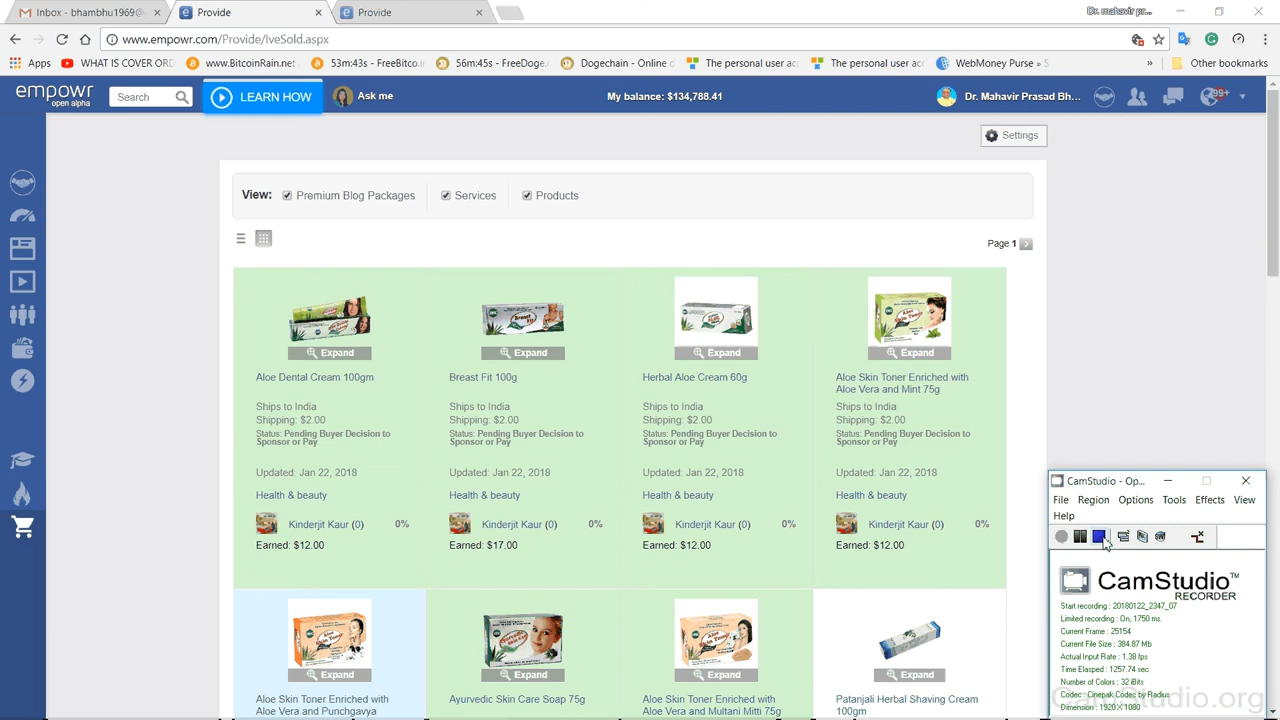 Inbox - bhambhu1969@
Provide
Provide
Dr. mahavir pr...
www.empowr.com/Provide/IveSold.aspx
Apps
WHAT IS COVER ORD
www.BitcoinRain.net
53m:43s - FreeBitco.i
56m:45s - FreeDoge.
Dogechain - Online d
The personal user acc
The personal user acc
WebMoney Purse » S
»
Other bookmarks
empowr
open alpha
Search
LEARN HOW
Ask me
My balance: $134,788.41
Dr. Mahavir Prasad Bh...
99+
Settings
View:
Premium Blog Packages
Services
Products
Page 1
Expand
Expand
Expand
Expand
Aloe Dental Cream 100gm
Breast Fit 100g
Herbal Aloe Cream 60g
Aloe Skin Toner Enriched with
Aloe Vera and Mint 75g
Ships to India
Ships to India
Ships to India
Ships to India
Shipping: $2.00
Shipping: $2.00
Shipping: $2.00
Shipping: $2.00
Status: Pending Buyer Decision to
Sponsor or Pay
Status: Pending Buyer Decision to
Sponsor or Pay
Status: Pending Buyer Decision to
Sponsor or Pay
Status: Pending Buyer Decision to
Sponsor or Pay
Updated: Jan 22, 2018
Updated: Jan 22, 2018
Updated: Jan 22, 2018
Updated: Jan 22, 2018
Health & beauty
Health & beauty
Health & beauty
Health & beauty
Kinderjit Kaur (0) 0%
Kinderjit Kaur (0) 0%
Kinderjit Kaur (0) 0%
Kinderjit Kaur (0) 0%
Earned: $12.00
Earned: $17.00
Earned: $12.00
Earned: $12.00
Expand
Expand
Expand
Expand
Aloe Skin Toner Enriched with
Aloe Vera and Punchgavya
Ayurvedic Skin Care Soap 75g
Aloe Skin Toner Enriched with
Aloe Vera and Multani Mitti 75g
Patanjali Herbal Shaving Cream
100gm
CamStudio - Op...
File Region Options Tools Effects View
Help
CamStudio™
RECORDER
Start recording : 20180122_2347_07
Limited recording : On, 1750 ms.
Current Frame : 25154
Current File Size : 384.87 Mb
Actual Input Rate : 1.38 fps
Time Elasped : 1257.74 sec
Number of Colors : 32 iBits
Codec : Cinepak Codec by Radius
Dimension : 1920 X 1080
CamStudio.org